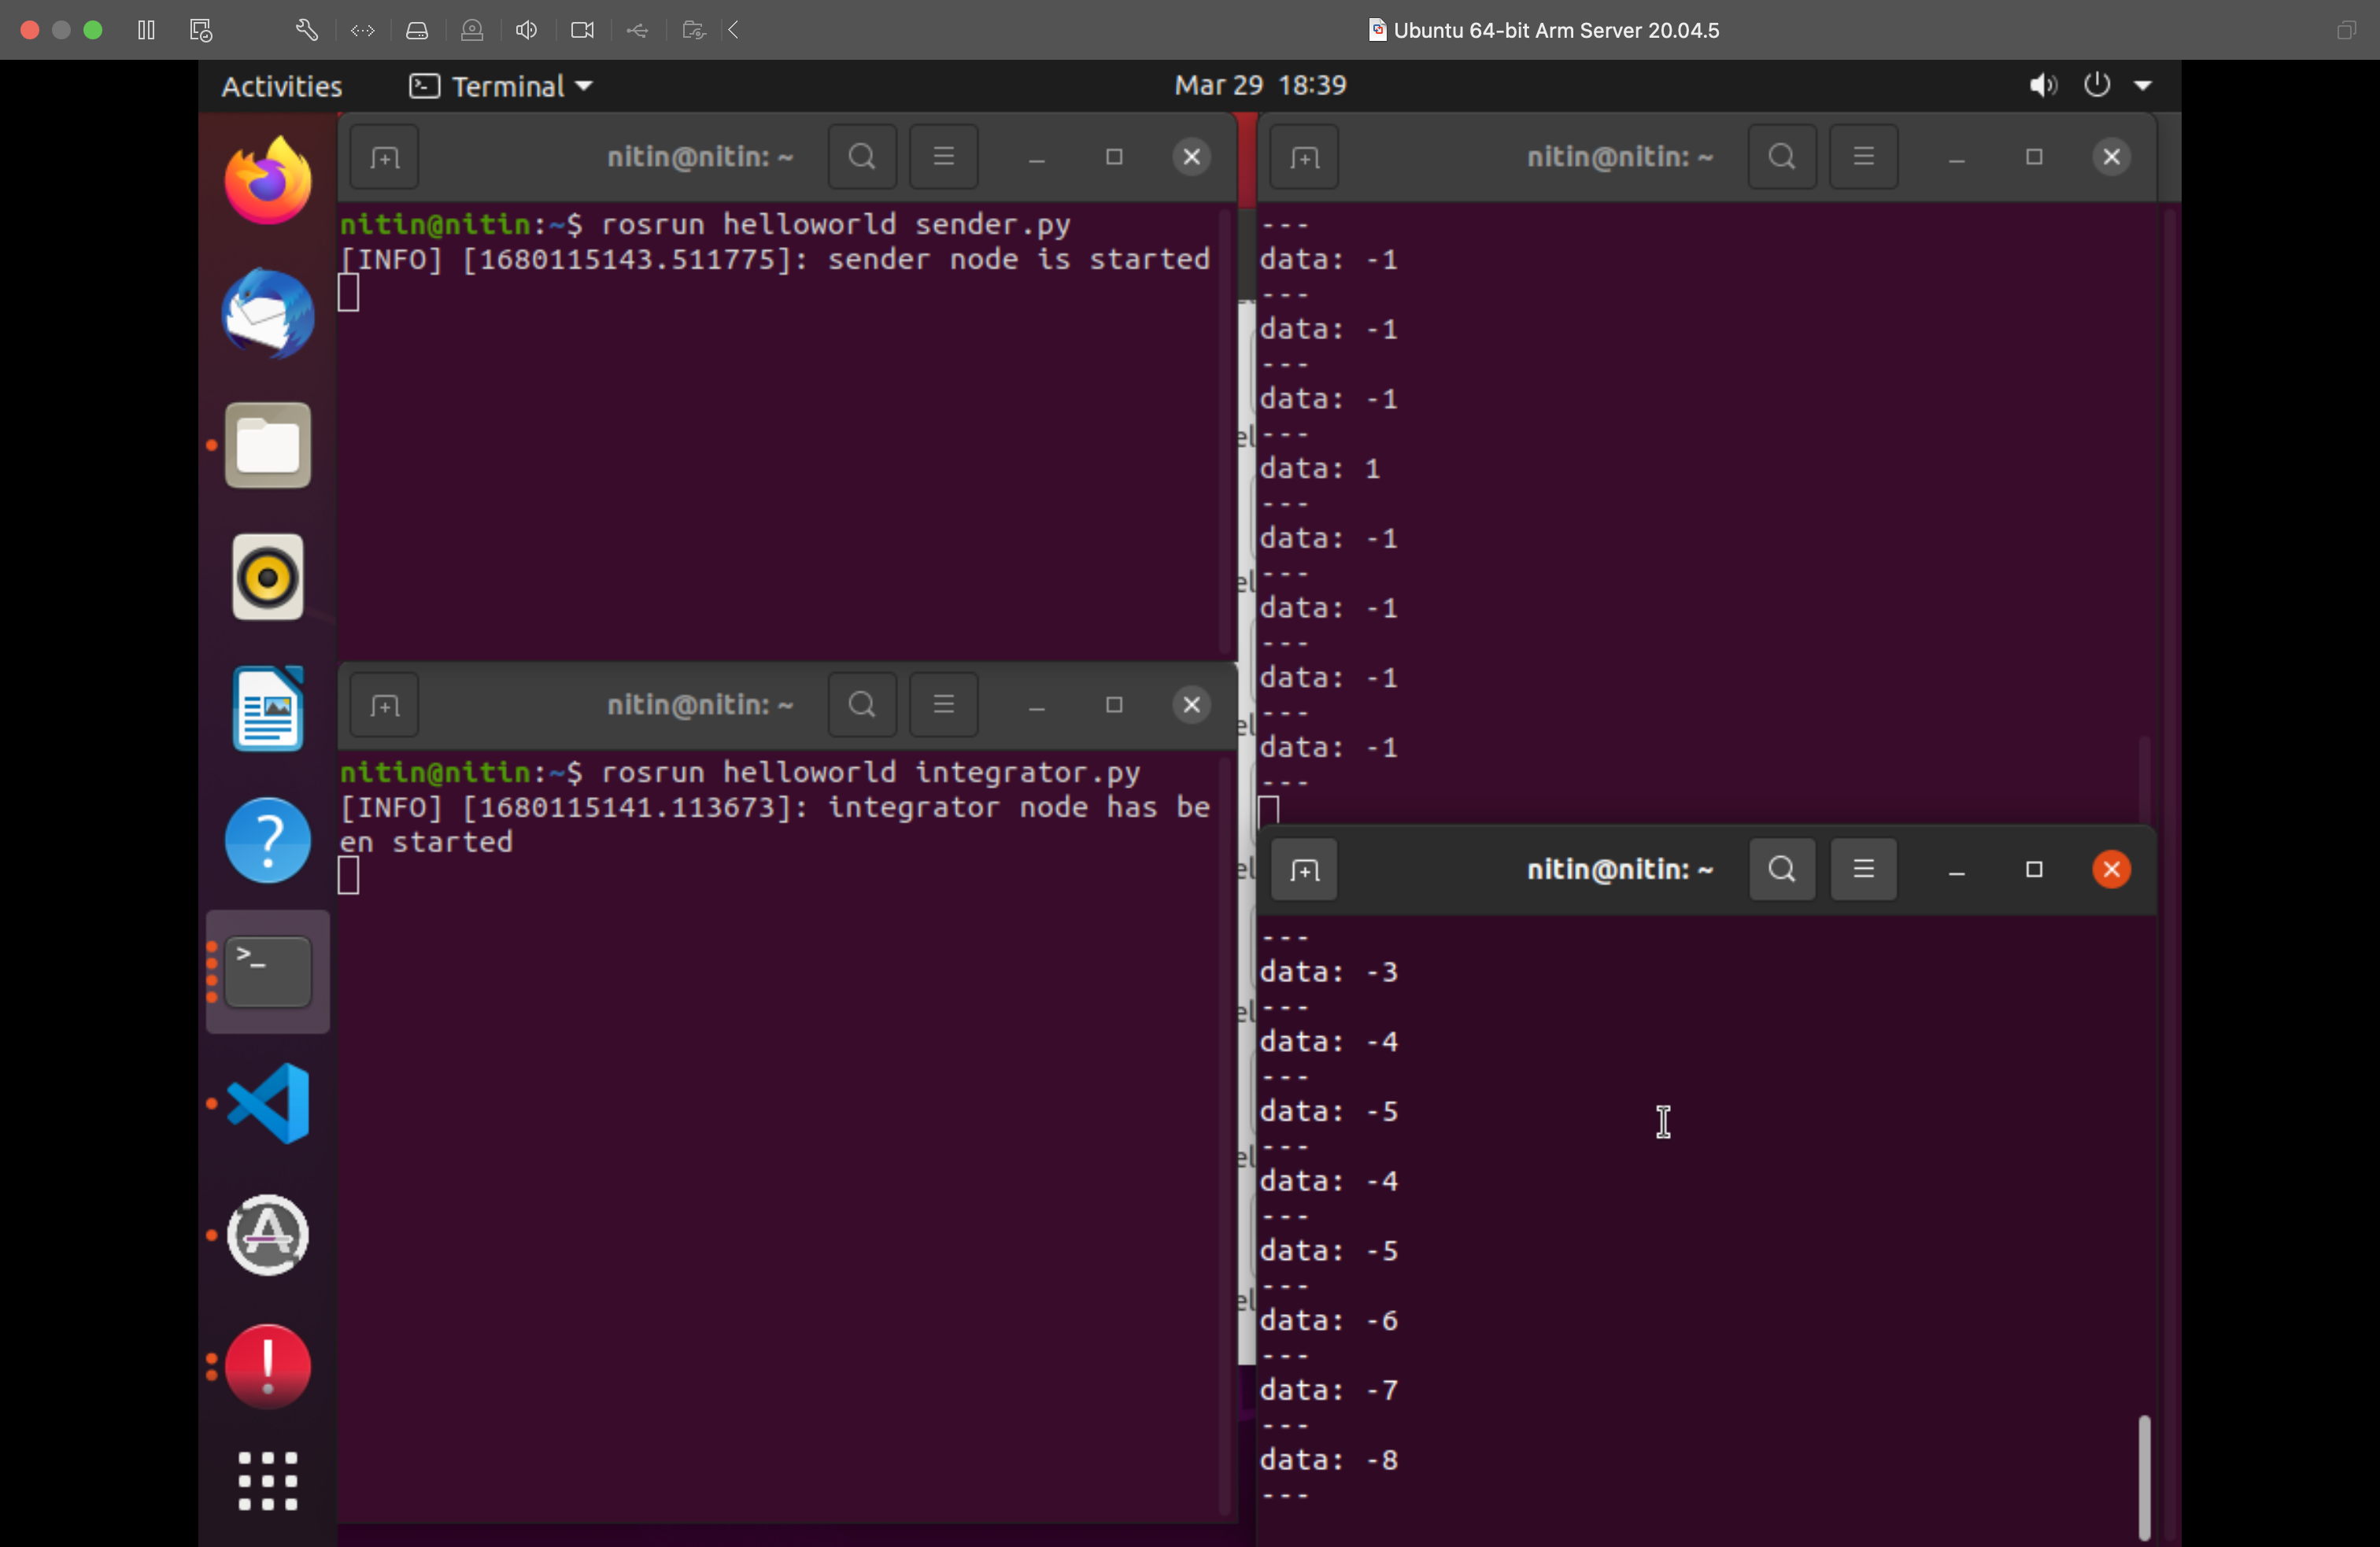 Ubuntu 64-bit Arm Server 20.04.5
Activities
Terminal
Mar 29 18:39
nitin@nitin: ~
nitin@nitin:~$ rosrun helloworld sender.py
[INFO] [1680115143.511775]: sender node is started
nitin@nitin: ~
nitin@nitin:~$ rosrun helloworld integrator.py
[INFO] [1680115141.113673]: integrator node has be
en started
nitin@nitin: ~
---
data: -1
---
data: -1
---
data: -1
---
data: 1
---
data: -1
---
data: -1
---
data: -1
---
data: -1
---
nitin@nitin: ~
---
data: -3
---
data: -4
---
data: -5
---
data: -4
---
data: -5
---
data: -6
---
data: -7
---
data: -8
---